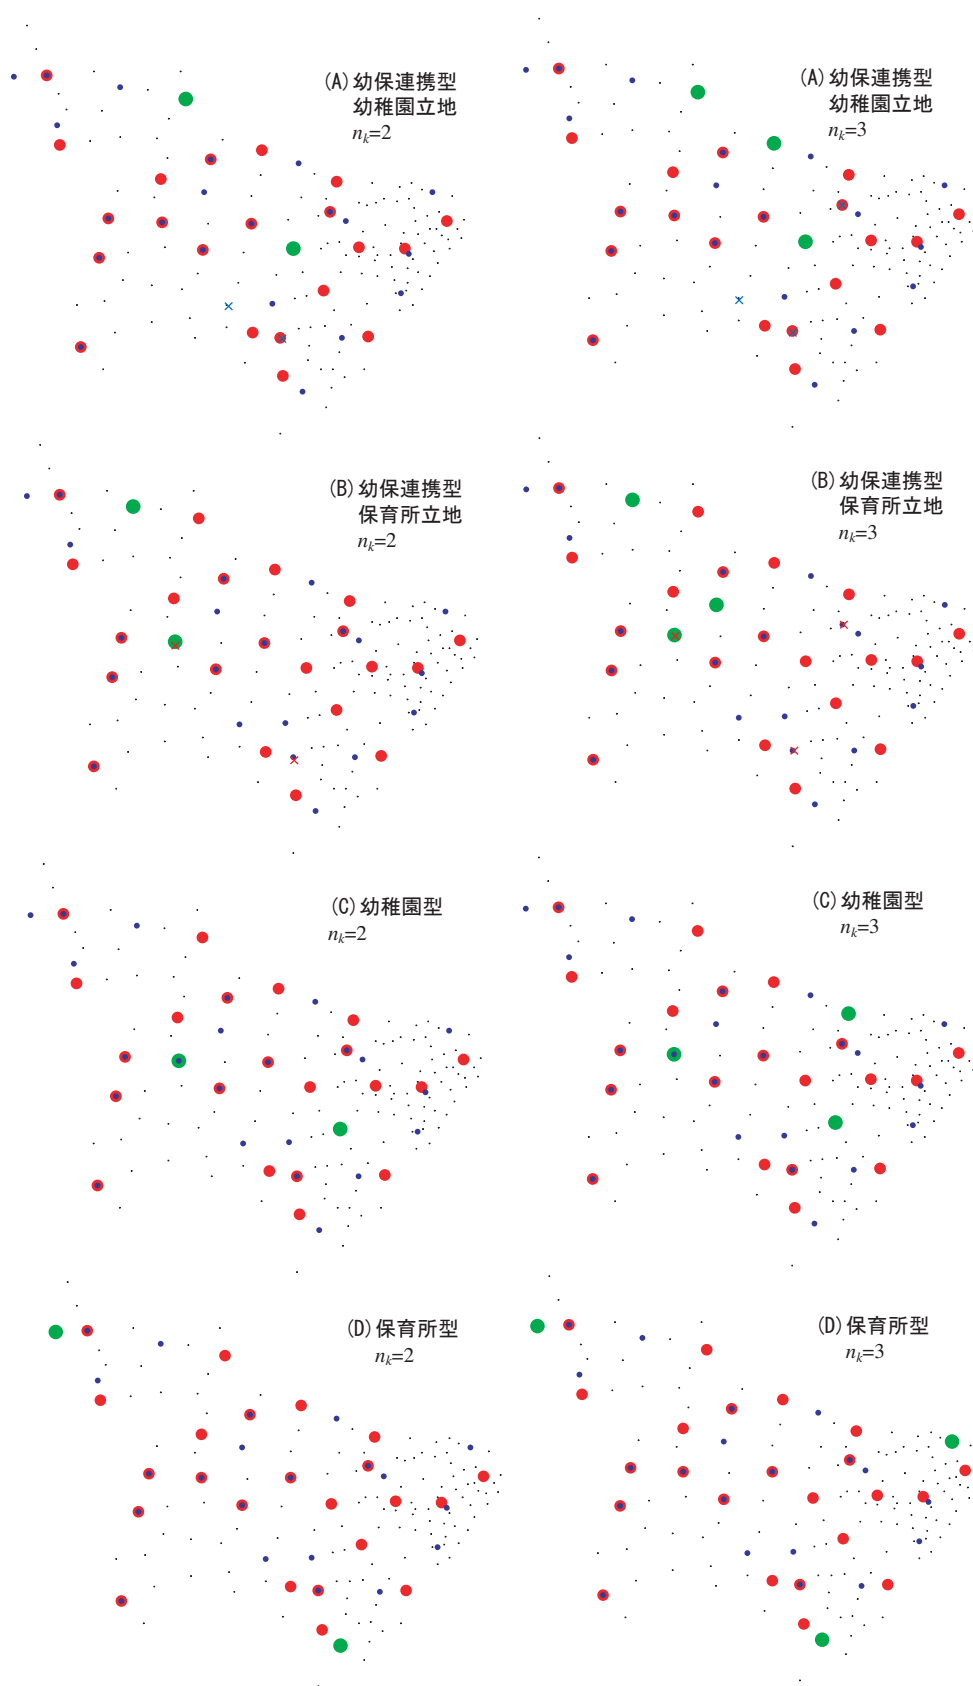 (A)幼保連携型
幼稚園立地
nk=2
(A)幼保連携型
幼稚園立地
nk=3
(B)幼保連携型
保育所立地
nk=2
(B)幼保連携型
保育所立地
nk=3
(C)幼稚園型
nk=2
(C)幼稚園型
nk=3
(D)保育所型
nk=2
(D)保育所型
nk=3